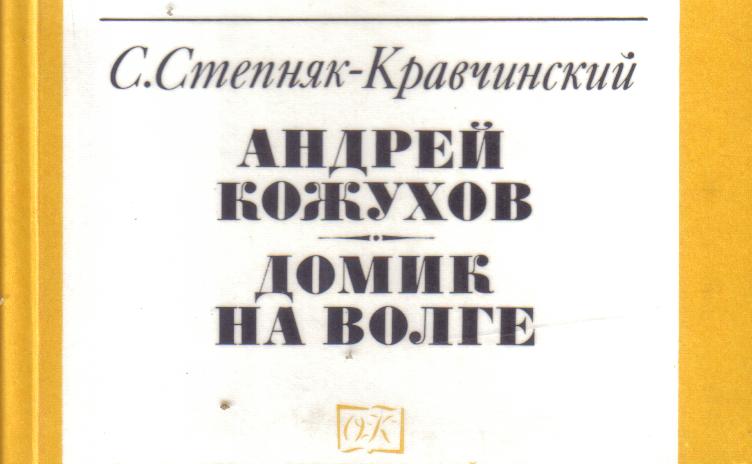 С.Степняк-Кравчинский
АНДРЕЙ
КОЖУХОВ
ДОМИК
НА ВОЛГЕ